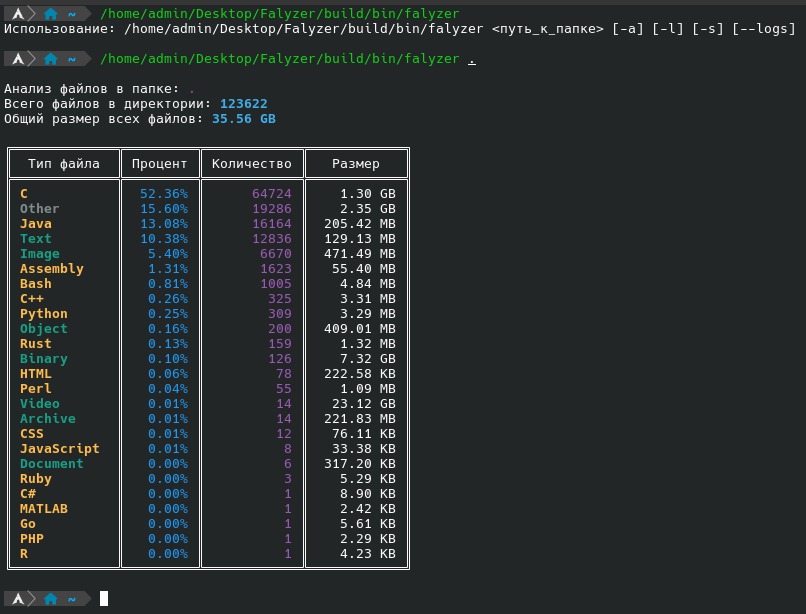 ~ /home/admin/Desktop/Falyzer/build/bin/falyzer
Использование: /home/admin/Desktop/Falyzer/build/bin/falyzer <путь_к_папке> [-a] [-l] [-s] [--logs]
~ /home/admin/Desktop/Falyzer/build/bin/falyzer .
Анализ файлов в папке: .
Всего файлов в директории: 123622
Общий размер всех файлов: 35.56 GB
Тип файла Процент Количество Размер
C 52.36% 64724 1.30 GB
Other 15.60% 19286 2.35 GB
Java 13.08% 16164 205.42 MB
Text 10.38% 12836 129.13 MB
Image 5.40% 6670 471.49 MB
Assembly 1.31% 1623 55.40 MB
Bash 0.81% 1005 4.84 MB
C++ 0.26% 325 3.31 MB
Python 0.25% 309 3.29 MB
Object 0.16% 200 409.01 MB
Rust 0.13% 159 1.32 MB
Binary 0.10% 126 7.32 GB
HTML 0.06% 78 222.58 KB
Perl 0.04% 55 1.09 MB
Video 0.01% 14 23.12 GB
Archive 0.01% 14 221.83 MB
CSS 0.01% 12 76.11 KB
JavaScript 0.01% 8 33.38 KB
Document 0.00% 6 317.20 KB
Ruby 0.00% 3 5.29 KB
C# 0.00% 1 8.90 KB
MATLAB 0.00% 1 2.42 KB
Go 0.00% 1 5.61 KB
PHP 0.00% 1 2.29 KB
R 0.00% 1 4.23 KB
~